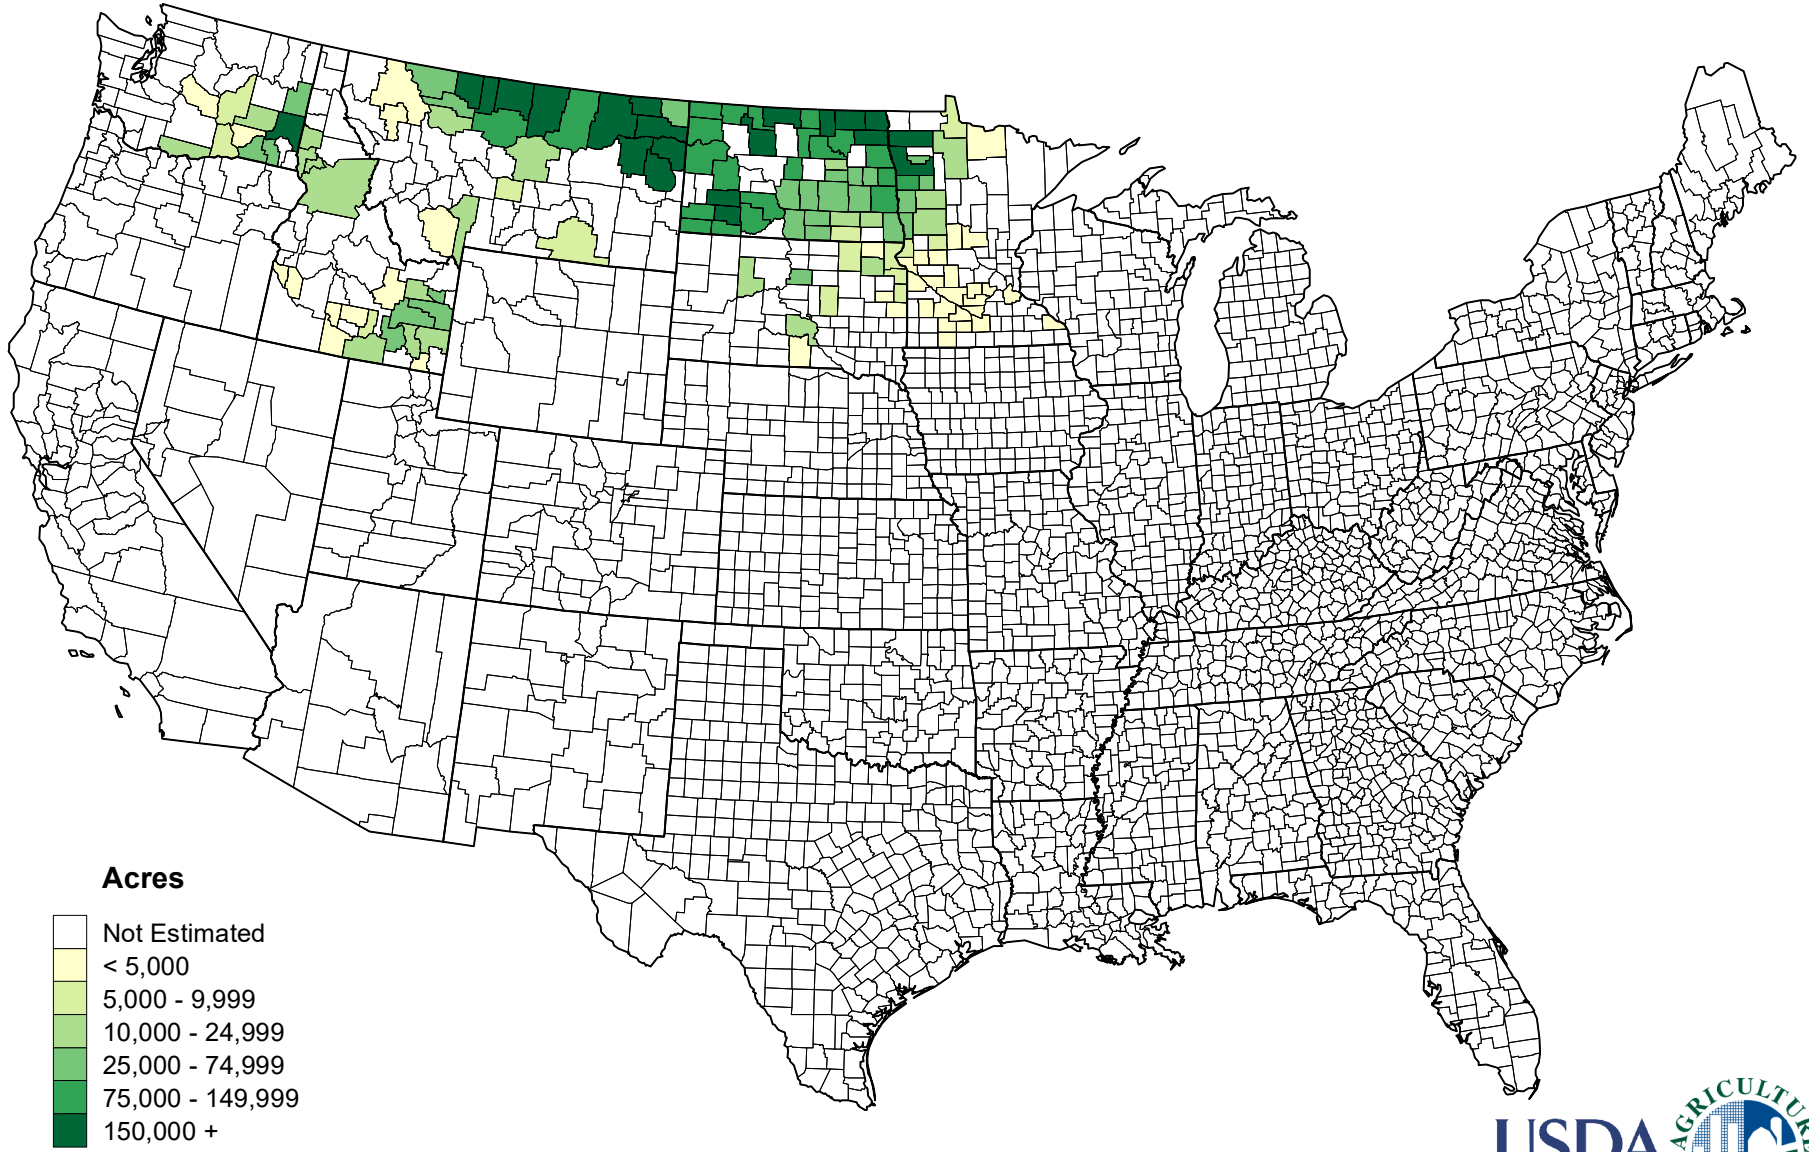 Acres
Not Estimated
< 5,000
5,000 - 9,999
10,000 - 24,999
25,000 - 74,999
75,000 - 149,999
150,000 +
USDA
AGRICULTURE